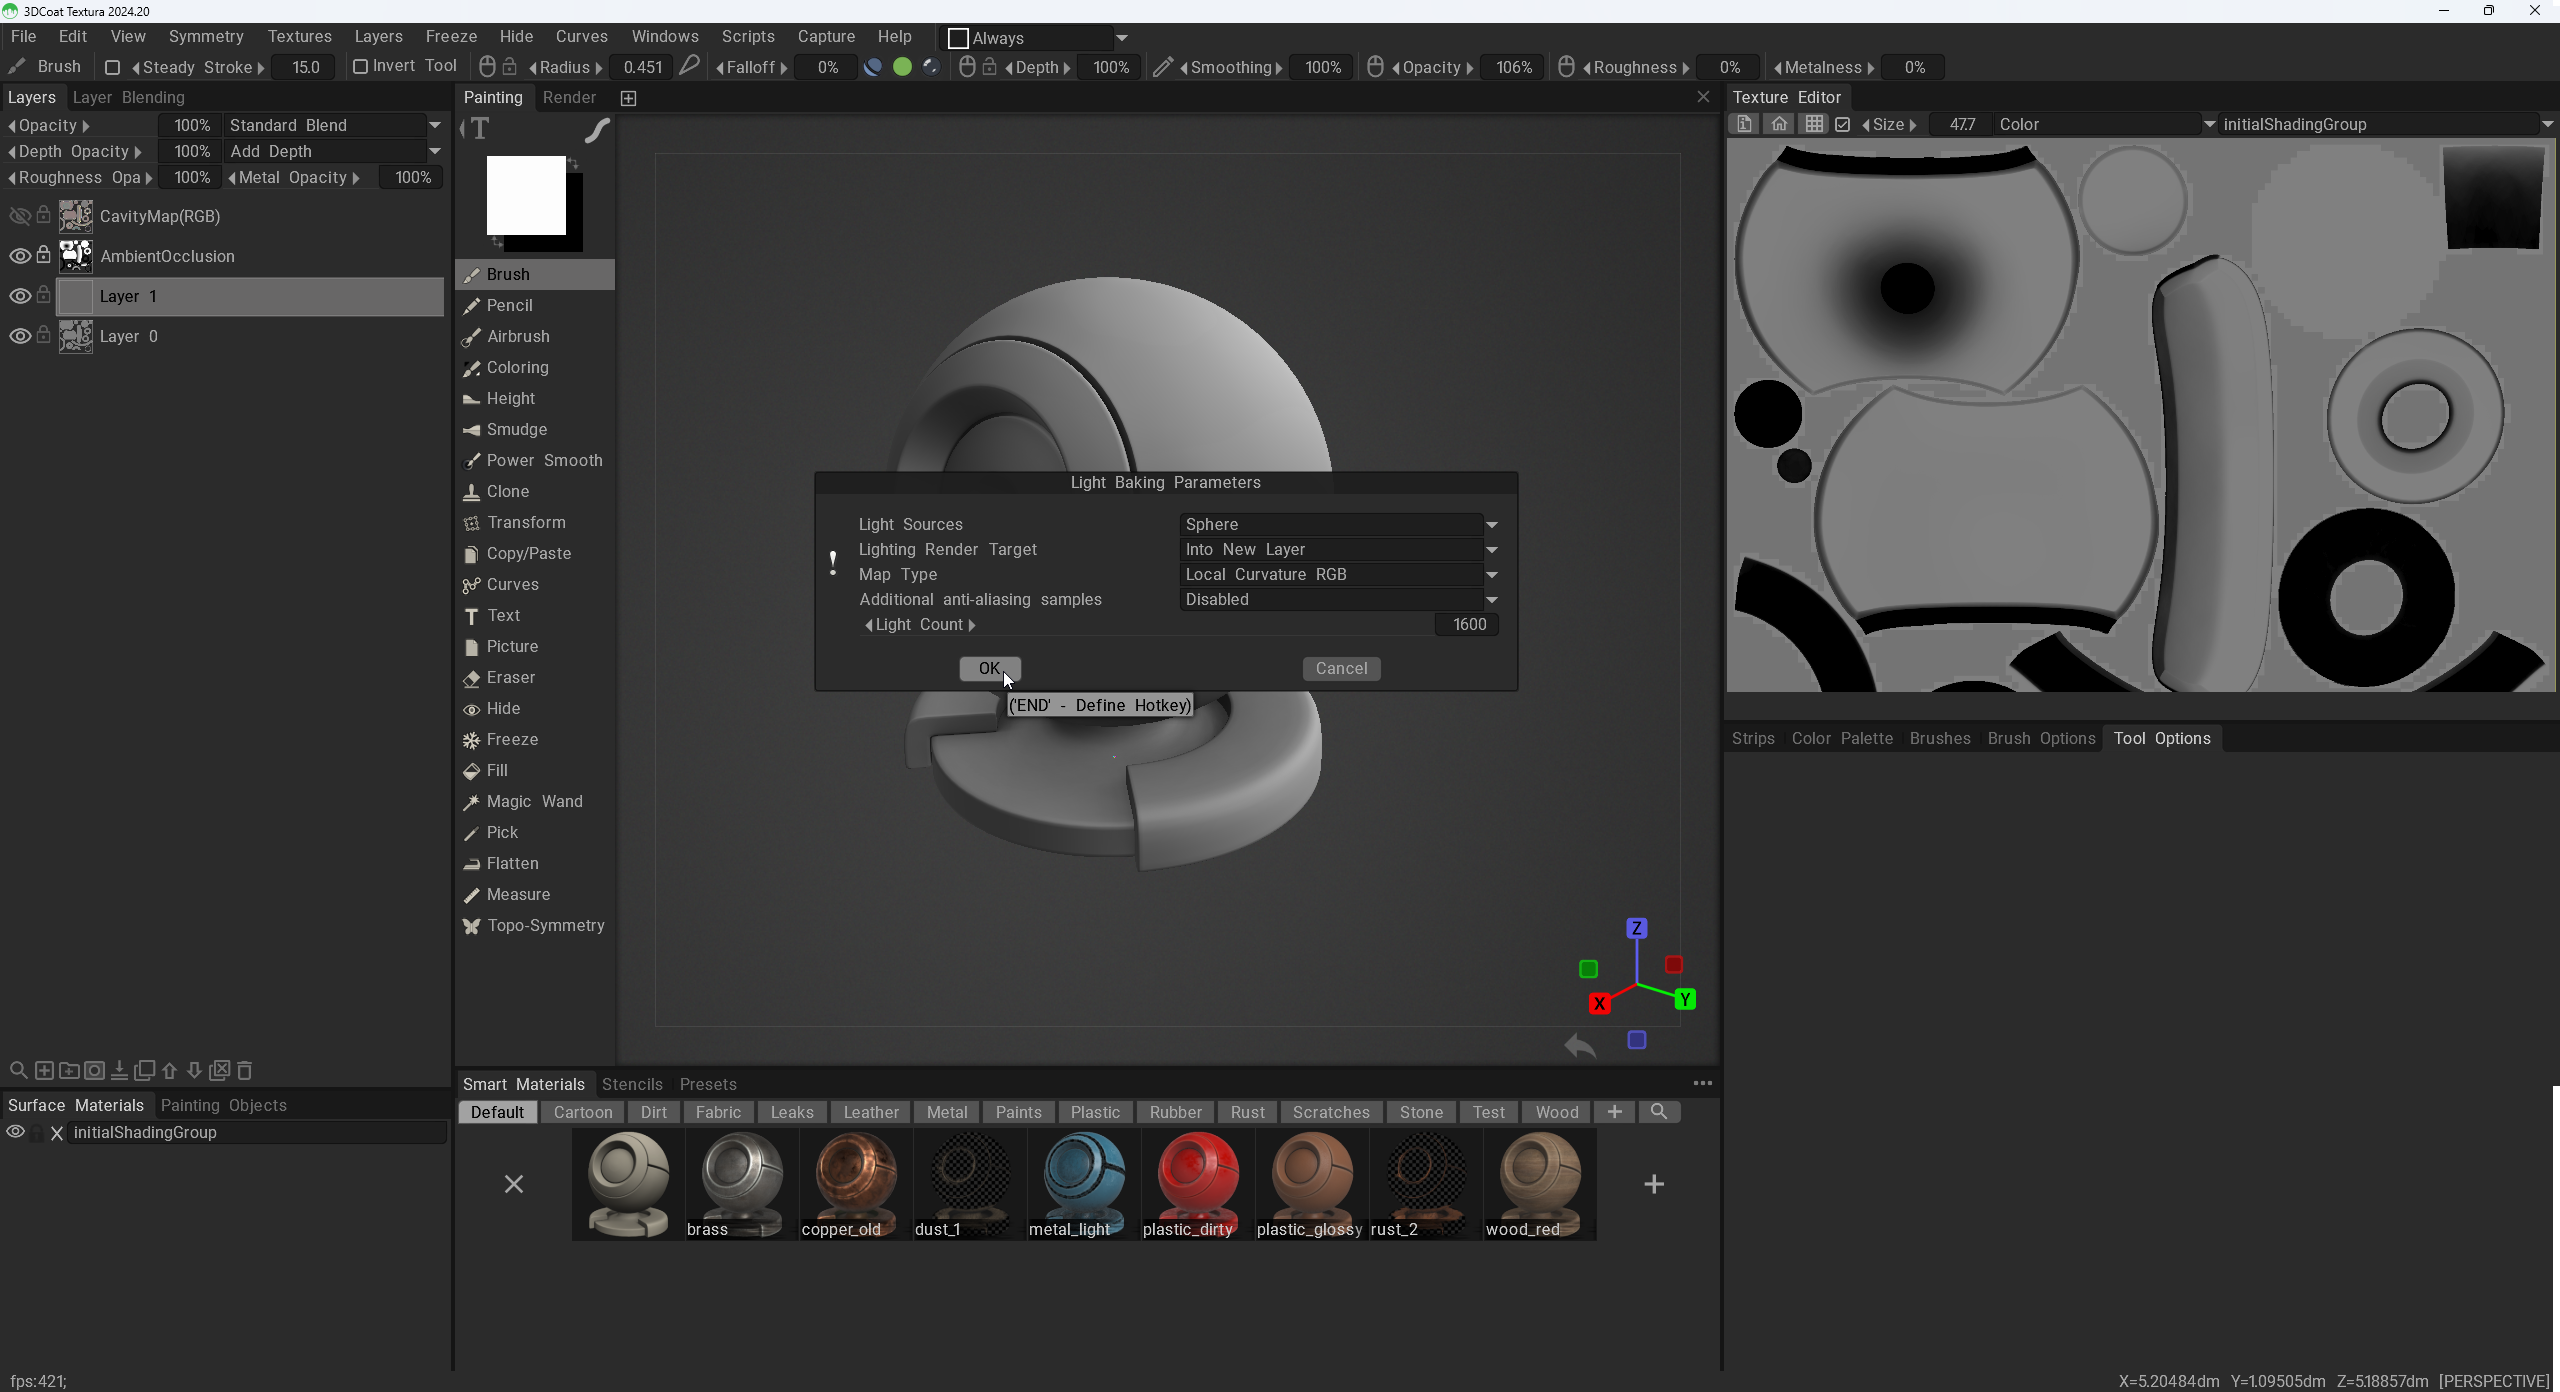 3DCoat Textura 2024.20
File Edit View Symmetry Textures Layers Freeze Hide Curves Windows Scripts Capture Help Always
Brush Steady Stroke 15.0 Invert Tool Radius 0.451 Falloff 0% Depth 100% Smoothing 100% Opacity 106% Roughness 0% Metalness 0%
Layers Layer Blending
Opacity 100% Standard Blend
Depth Opacity 100% Add Depth
Roughness Opa 100% Metal Opacity 100%
CavityMap(RGB)
AmbientOcclusion
Layer 1
Layer 0
Surface Materials Painting Objects
initialShadingGroup
Painting Render
T
Brush
Pencil
Airbrush
Coloring
Height
Smudge
Power Smooth
Clone
Transform
Copy/Paste
Curves
Text
Picture
Eraser
Hide
Freeze
Fill
Magic Wand
Pick
Flatten
Measure
Topo-Symmetry
Light Baking Parameters
Light Sources Sphere
Lighting Render Target Into New Layer
! Map Type Local Curvature RGB
Additional anti-aliasing samples Disabled
Light Count 1600
OK Cancel
('END' - Define Hotkey)
Z
X
Y
Smart Materials Stencils Presets
Default Cartoon Dirt Fabric Leaks Leather Metal Paints Plastic Rubber Rust Scratches Stone Test Wood
brass copper_old dust_1 metal_light plastic_dirty plastic_glossy rust_2 wood_red
Texture Editor
Size 47.7 Color initialShadingGroup
Strips Color Palette Brushes Brush Options Tool Options
fps:421;
X=5.20484dm Y=1.09505dm Z=5.18857dm [PERSPECTIVE]